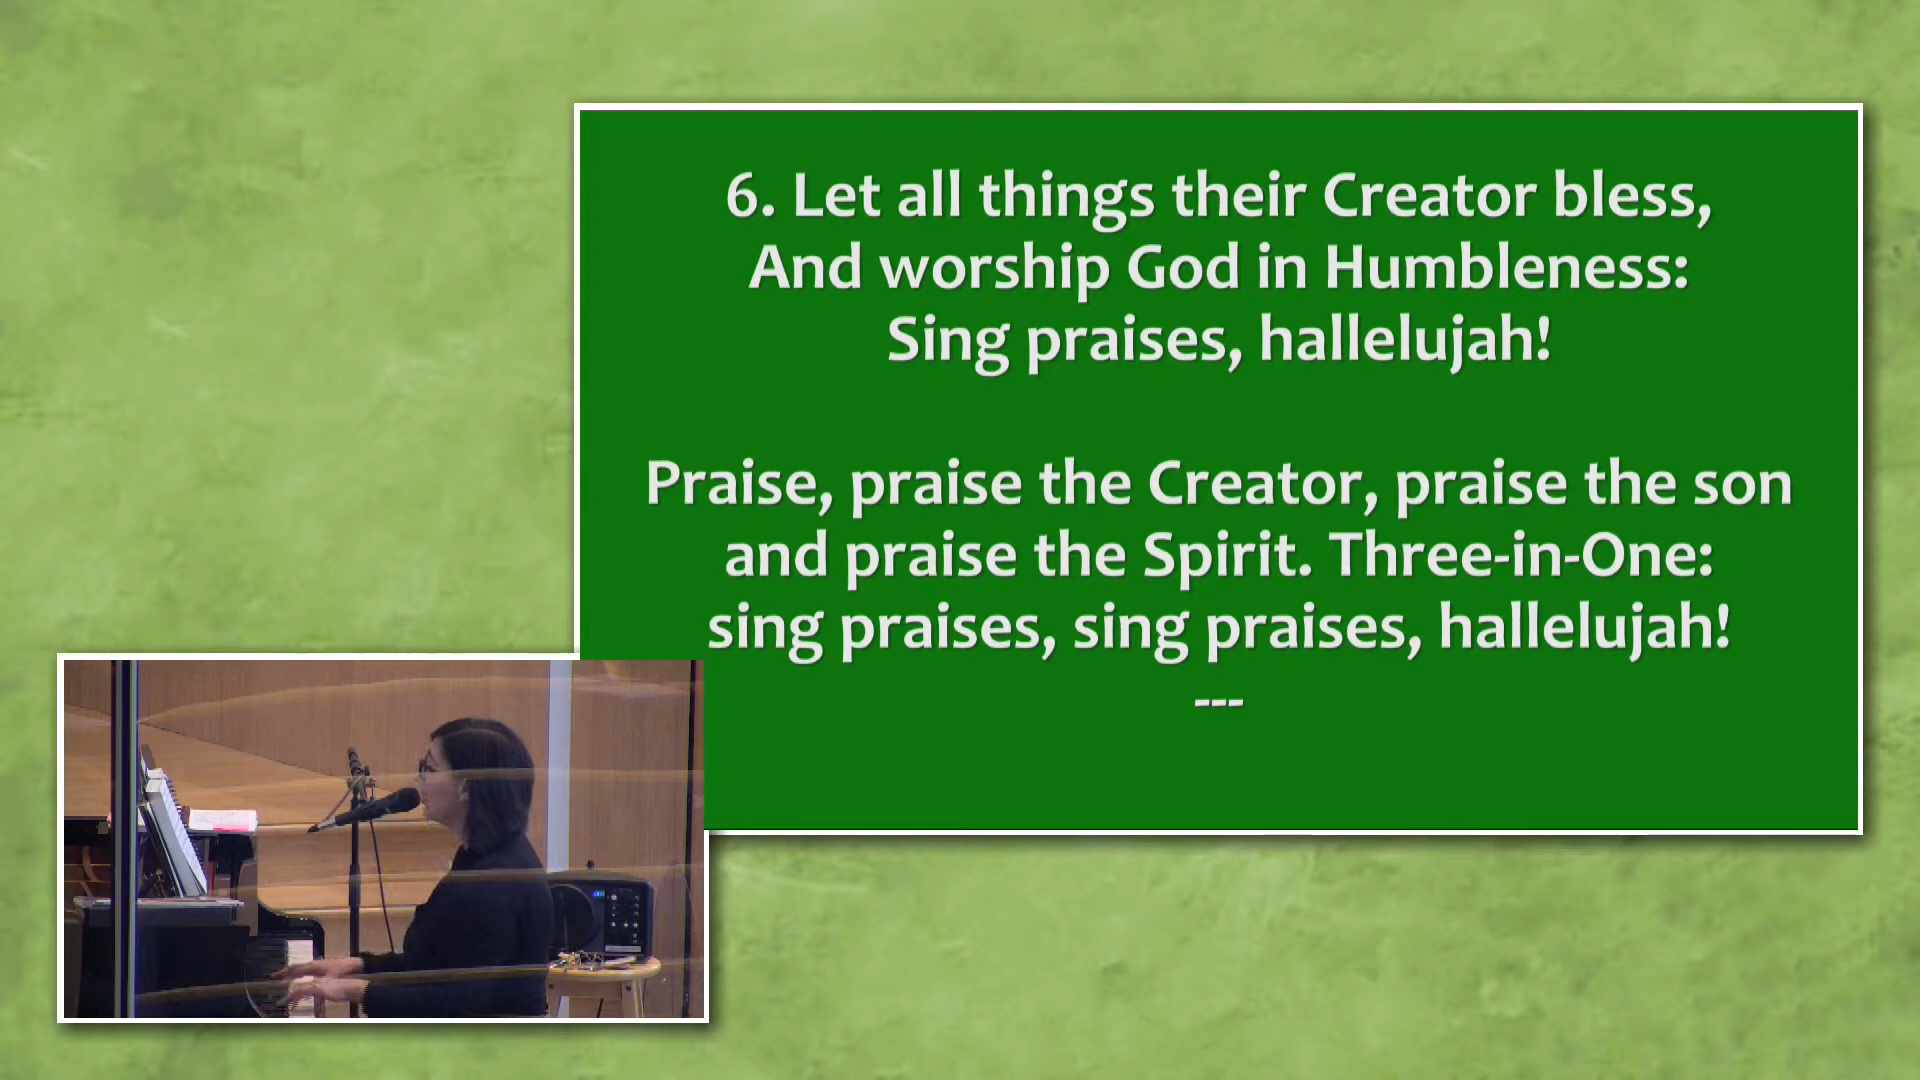 6. Let all things their Creator bless,
And worship God in Humbleness:
Sing praises, hallelujah!
Praise, praise the Creator, praise the son
and praise the Spirit. Three-in-One:
sing praises, sing praises, hallelujah!
---